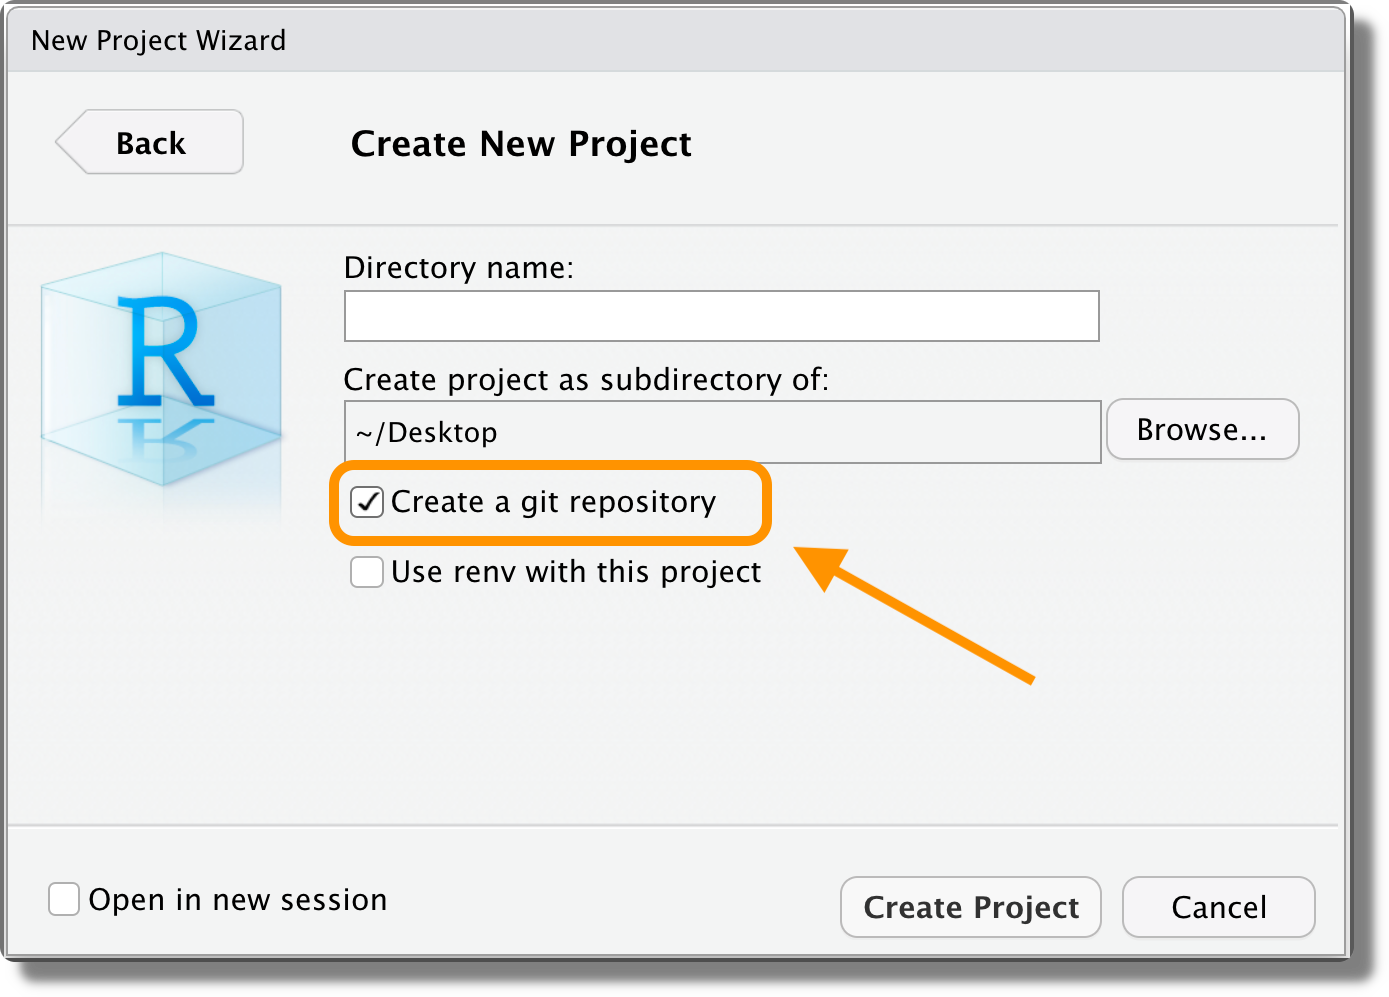 New Project Wizard
Back
Create New Project
R
Directory name:
Create project as subdirectory of:
~/Desktop
Browse...
Create a git repository
Use renv with this project
Open in new session
Create Project
Cancel